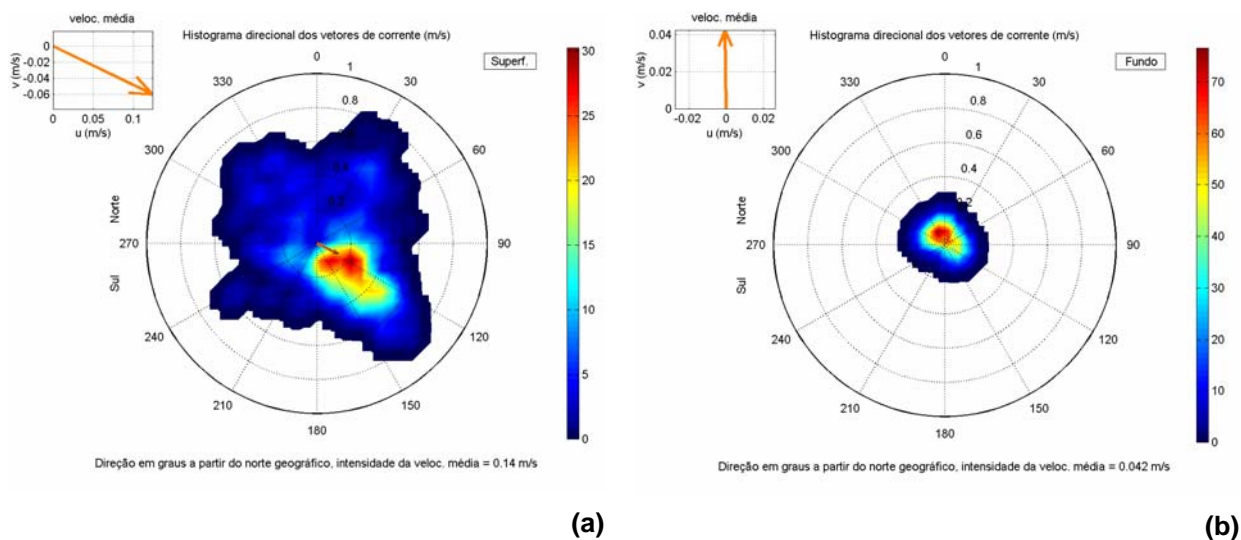 veloc. média
Histograma direcional dos vetores de corrente (m/s)
Superf.
v (m/s)
0
-0.02
-0.04
-0.06
0 0.05 0.1
u (m/s)
0
30
60
90
120
150
180
210
240
270
300
330
1
0.8
0.4
0.2
Norte
Sul
30
25
20
15
10
5
0
Direção em graus a partir do norte geográfico, intensidade da veloc. média = 0.14 m/s
(a)
veloc. média
Histograma direcional dos vetores de corrente (m/s)
Fundo
v (m/s)
0.04
0.02
0
-0.02 0 0.02
u (m/s)
0
30
60
90
120
150
180
210
240
270
300
330
1
0.8
0.6
0.4
0.2
Norte
Sul
70
60
50
40
30
20
10
0
Direção em graus a partir do norte geográfico, intensidade da veloc. média = 0.042 m/s
(b)